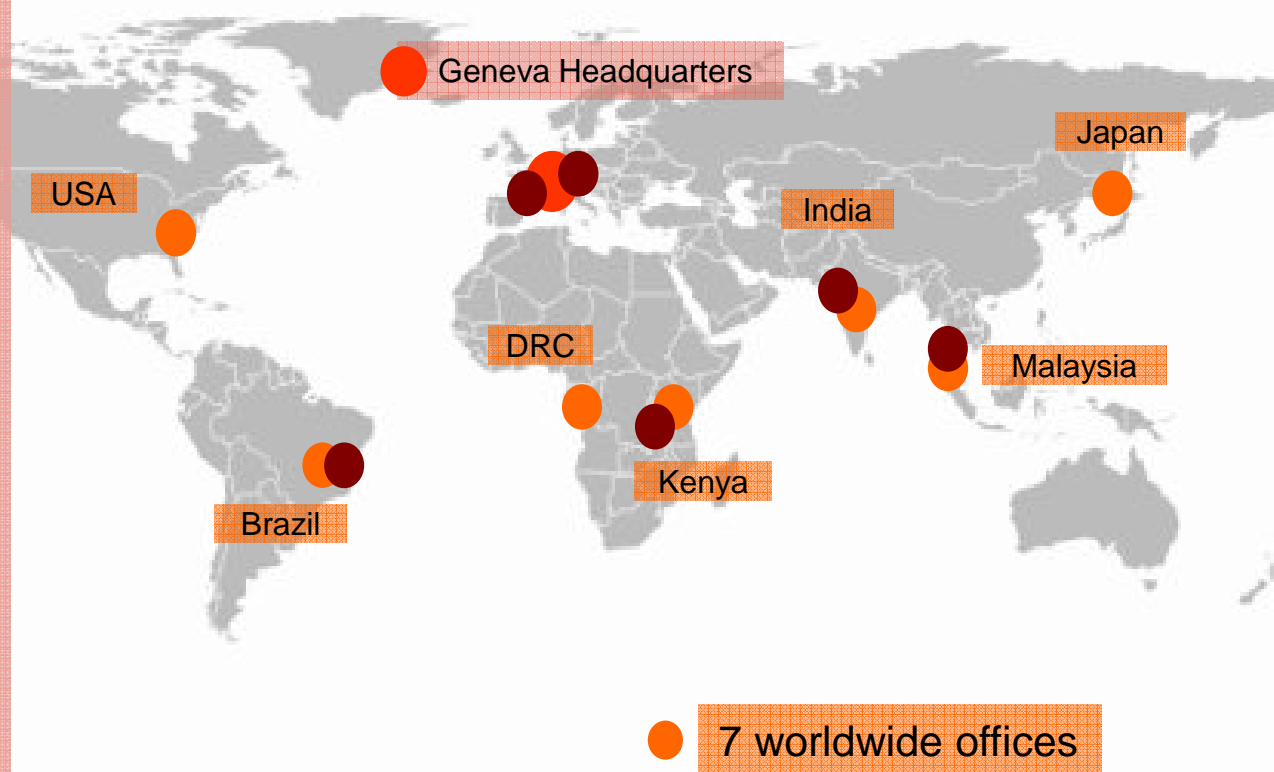 Geneva Headquarters
Japan
USA
India
DRC
Malaysia
Kenya
Brazil
7 worldwide offices